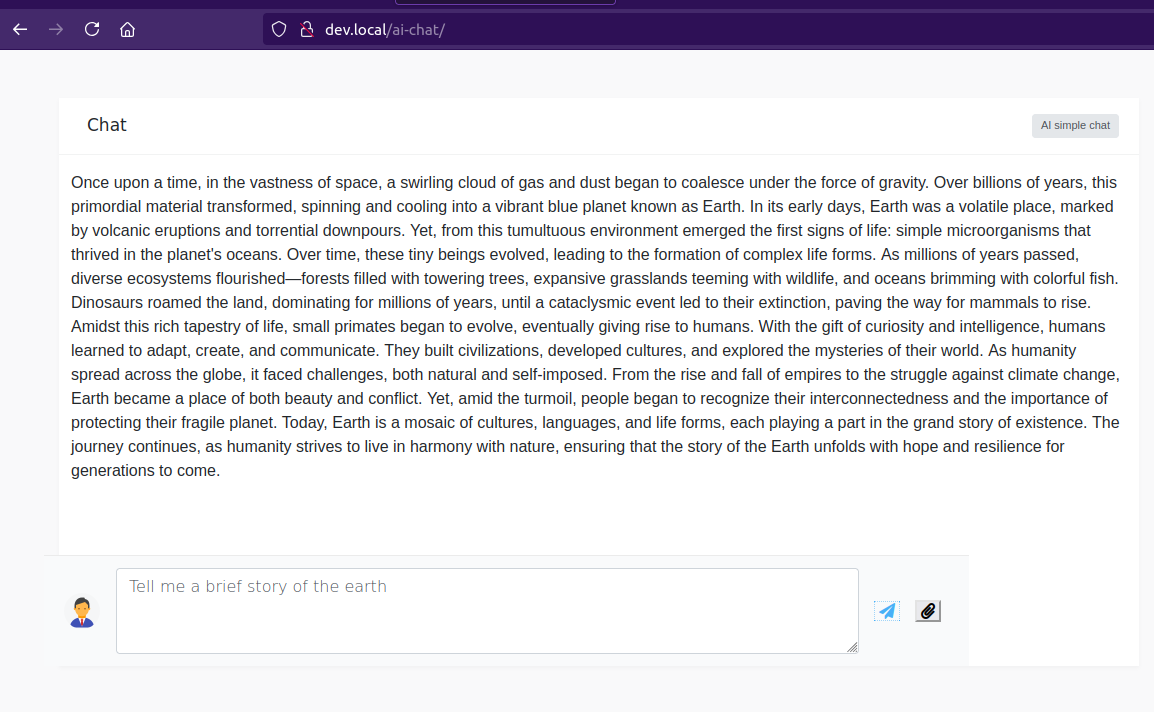 dev.local/ai-chat/
Chat
AI simple chat
Once upon a time, in the vastness of space, a swirling cloud of gas and dust began to coalesce under the force of gravity. Over billions of years, this
primordial material transformed, spinning and cooling into a vibrant blue planet known as Earth. In its early days, Earth was a volatile place, marked
by volcanic eruptions and torrential downpours. Yet, from this tumultuous environment emerged the first signs of life: simple microorganisms that
thrived in the planet's oceans. Over time, these tiny beings evolved, leading to the formation of complex life forms. As millions of years passed,
diverse ecosystems flourished—forests filled with towering trees, expansive grasslands teeming with wildlife, and oceans brimming with colorful fish.
Dinosaurs roamed the land, dominating for millions of years, until a cataclysmic event led to their extinction, paving the way for mammals to rise.
Amidst this rich tapestry of life, small primates began to evolve, eventually giving rise to humans. With the gift of curiosity and intelligence, humans
learned to adapt, create, and communicate. They built civilizations, developed cultures, and explored the mysteries of their world. As humanity
spread across the globe, it faced challenges, both natural and self-imposed. From the rise and fall of empires to the struggle against climate change,
Earth became a place of both beauty and conflict. Yet, amid the turmoil, people began to recognize their interconnectedness and the importance of
protecting their fragile planet. Today, Earth is a mosaic of cultures, languages, and life forms, each playing a part in the grand story of existence. The
journey continues, as humanity strives to live in harmony with nature, ensuring that the story of the Earth unfolds with hope and resilience for
generations to come.
Tell me a brief story of the earth